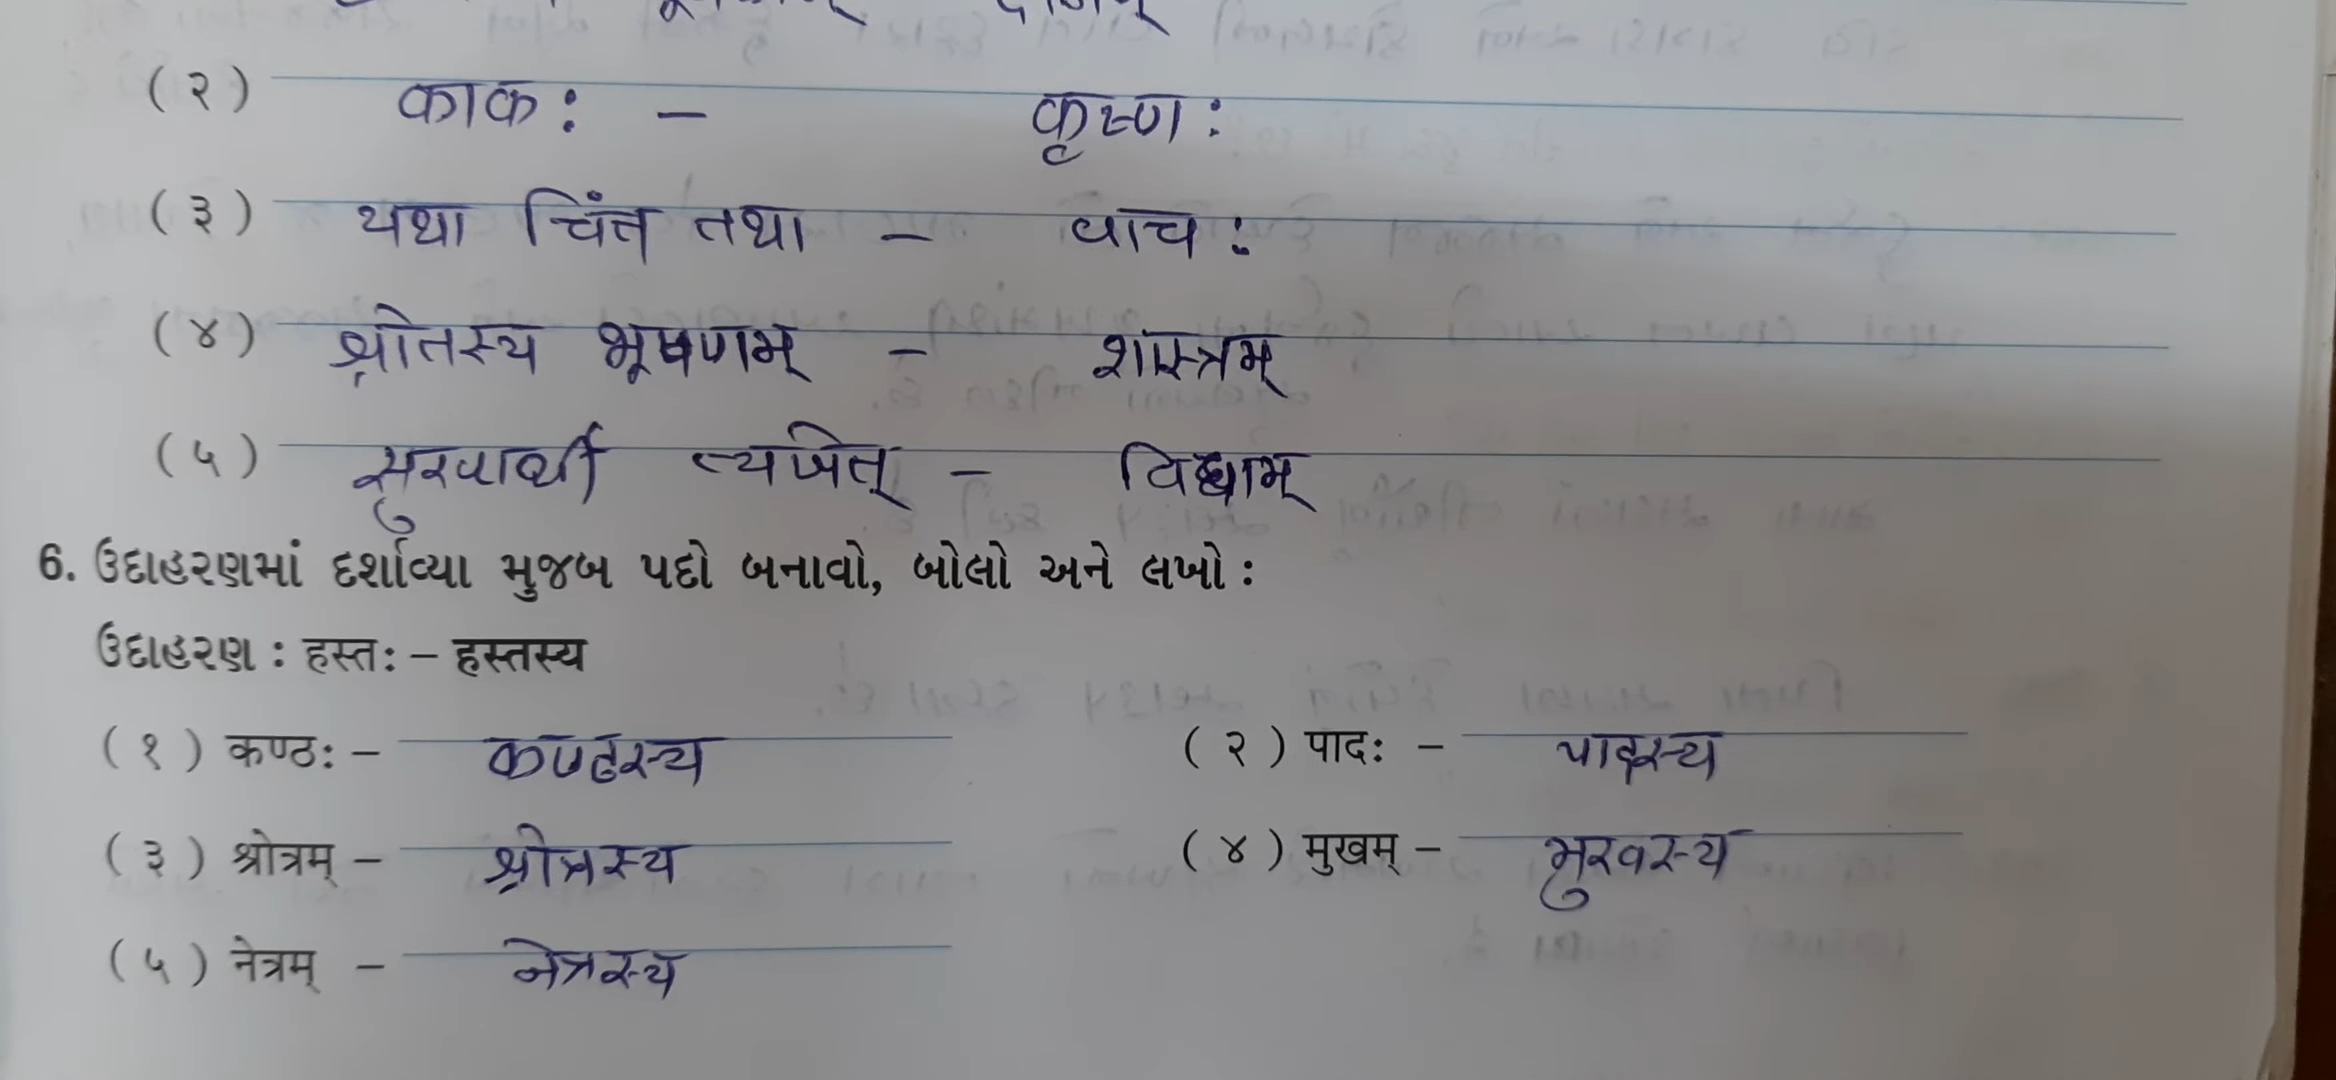 (२) काकः - कृष्णः
(३) यथा चिंत्त तथा - वाचः
(४) श्रोतस्य भूषणम् - शास्त्रम्
(५) सुखार्थी त्यजेत् - विद्याम्
6. ઉદાહરણમાં દર્શાવ્યા મુજબ પદો બનાવો, બોલો અને લખો :
ઉદાહરણ : हस्तः - हस्तस्य
(१) कण्ठः - कण्ठस्य (२) पादः - पादस्य
(३) श्रोत्रम् - श्रोत्रस्य (४) मुखम् - मुखस्य
(५) नेत्रम् - नेत्रस्य